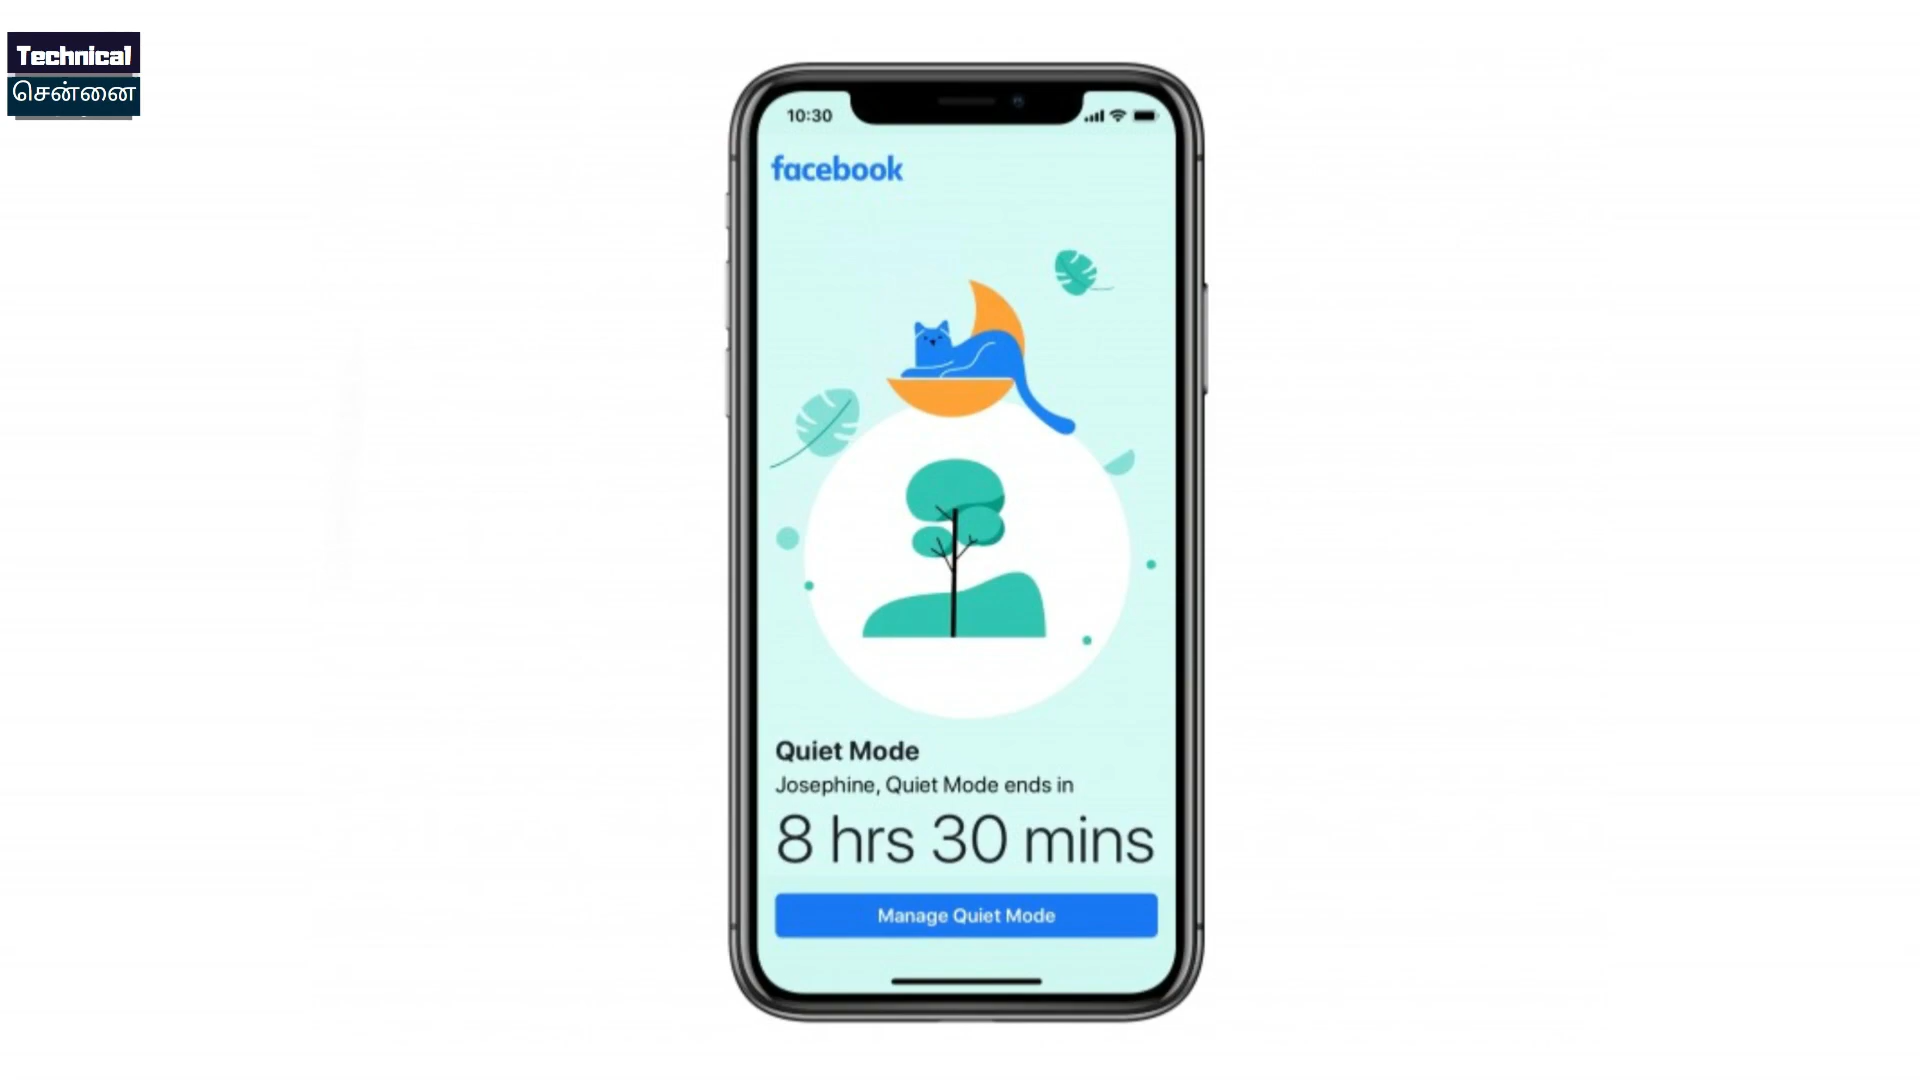 Technical
சென்னை
10:30
facebook
Quiet Mode
Josephine, Quiet Mode ends in
8 hrs 30 mins
Manage Quiet Mode